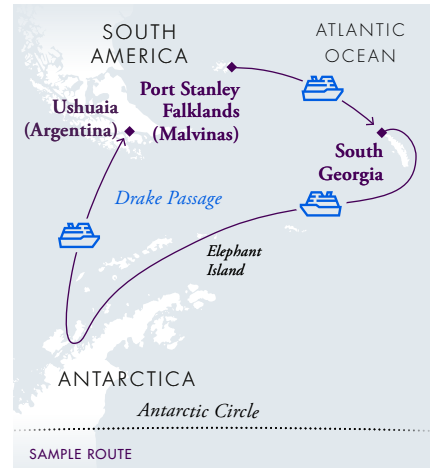 SOUTH
AMERICA
ATLANTIC
OCEAN
Port Stanley
Falklands
(Malvinas)
Ushuaia
(Argentina)
South
Georgia
Drake Passage
Elephant
Island
ANTARCTICA
Antarctic Circle
SAMPLE ROUTE